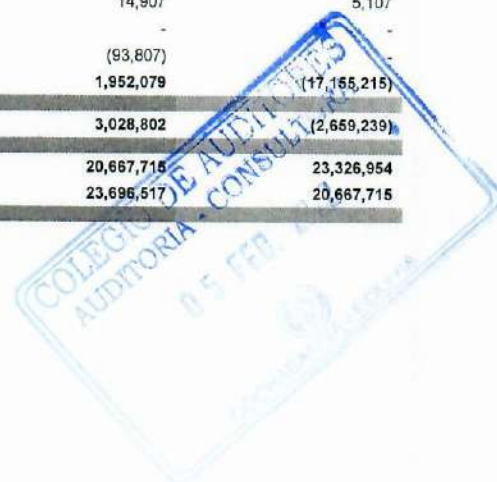 14,907 5,107
- -
(93,807) -
1,952,079 (17,155,215)
3,028,802 (2,659,239)
20,667,715 23,326,954
23,696,517 20,667,715
COLEGIO DE AUDITORES
AUDITORIA - CONSULTORIA
05 FEB.